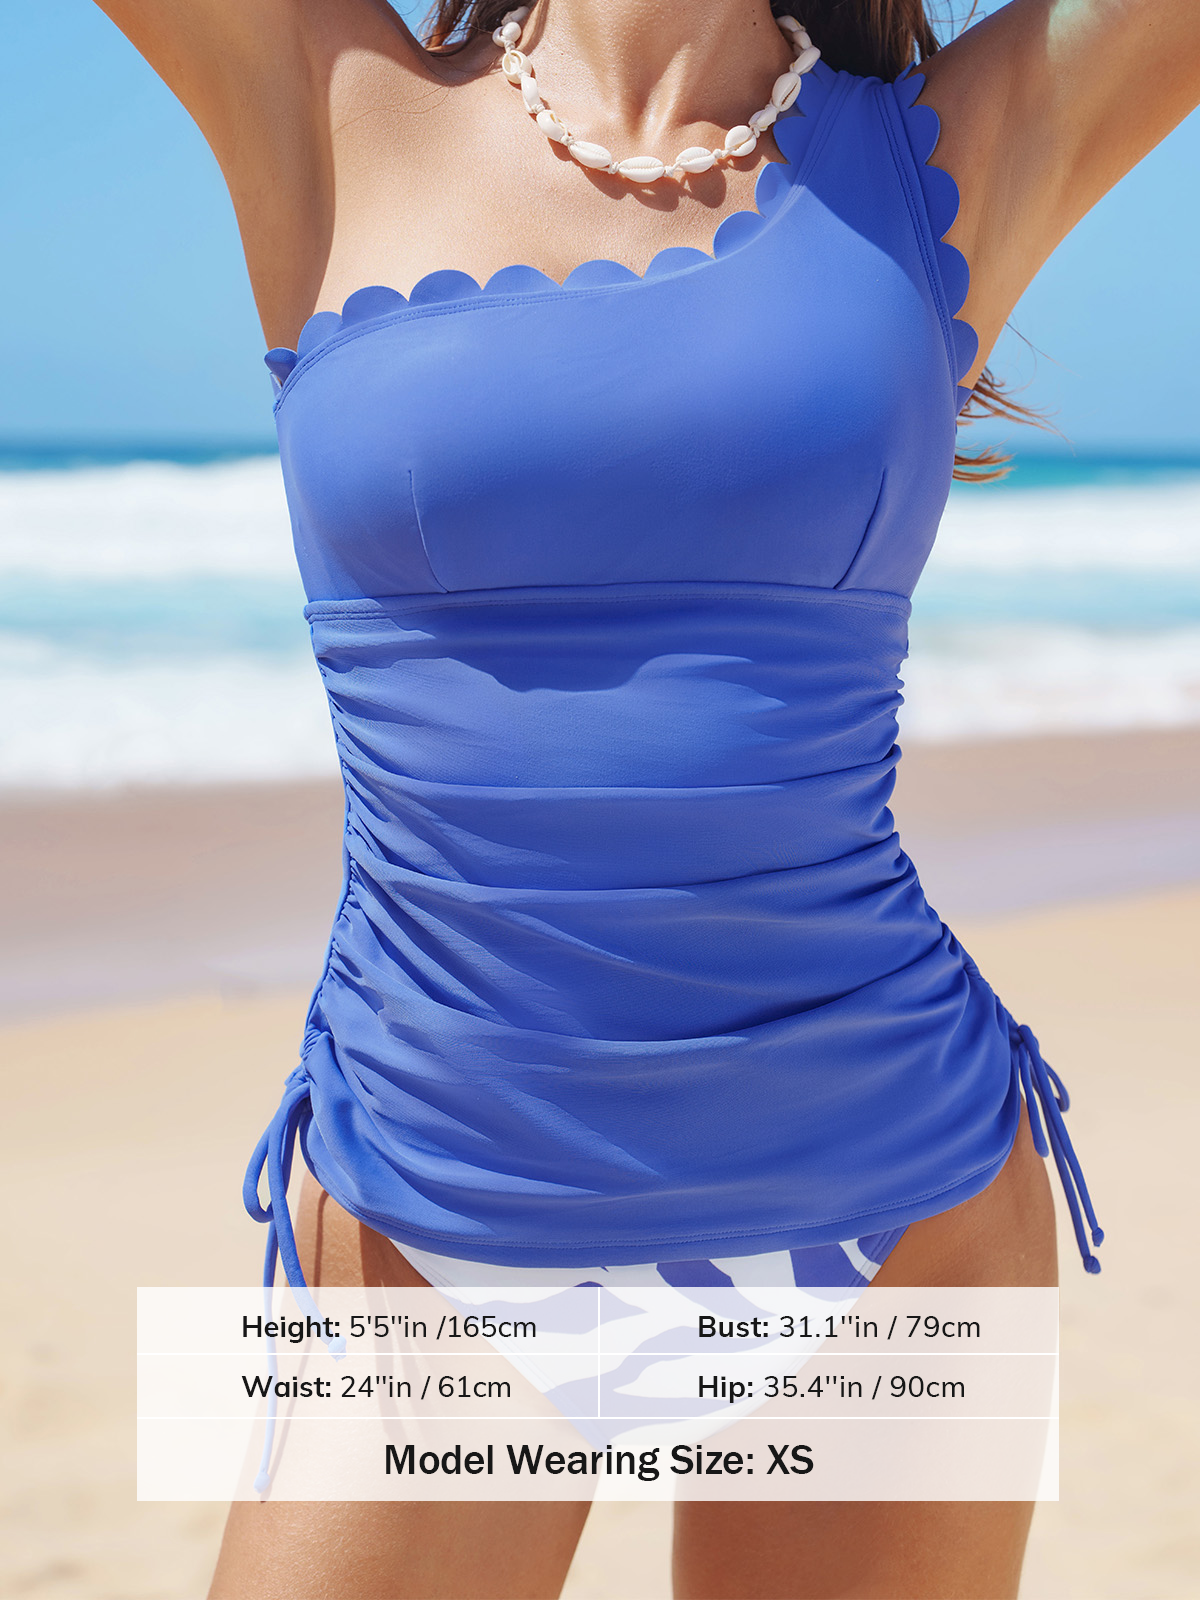 Height: 5'5''in /165cm
Bust: 31.1''in / 79cm
Waist: 24''in / 61cm
Hip: 35.4''in / 90cm
Model Wearing Size: XS